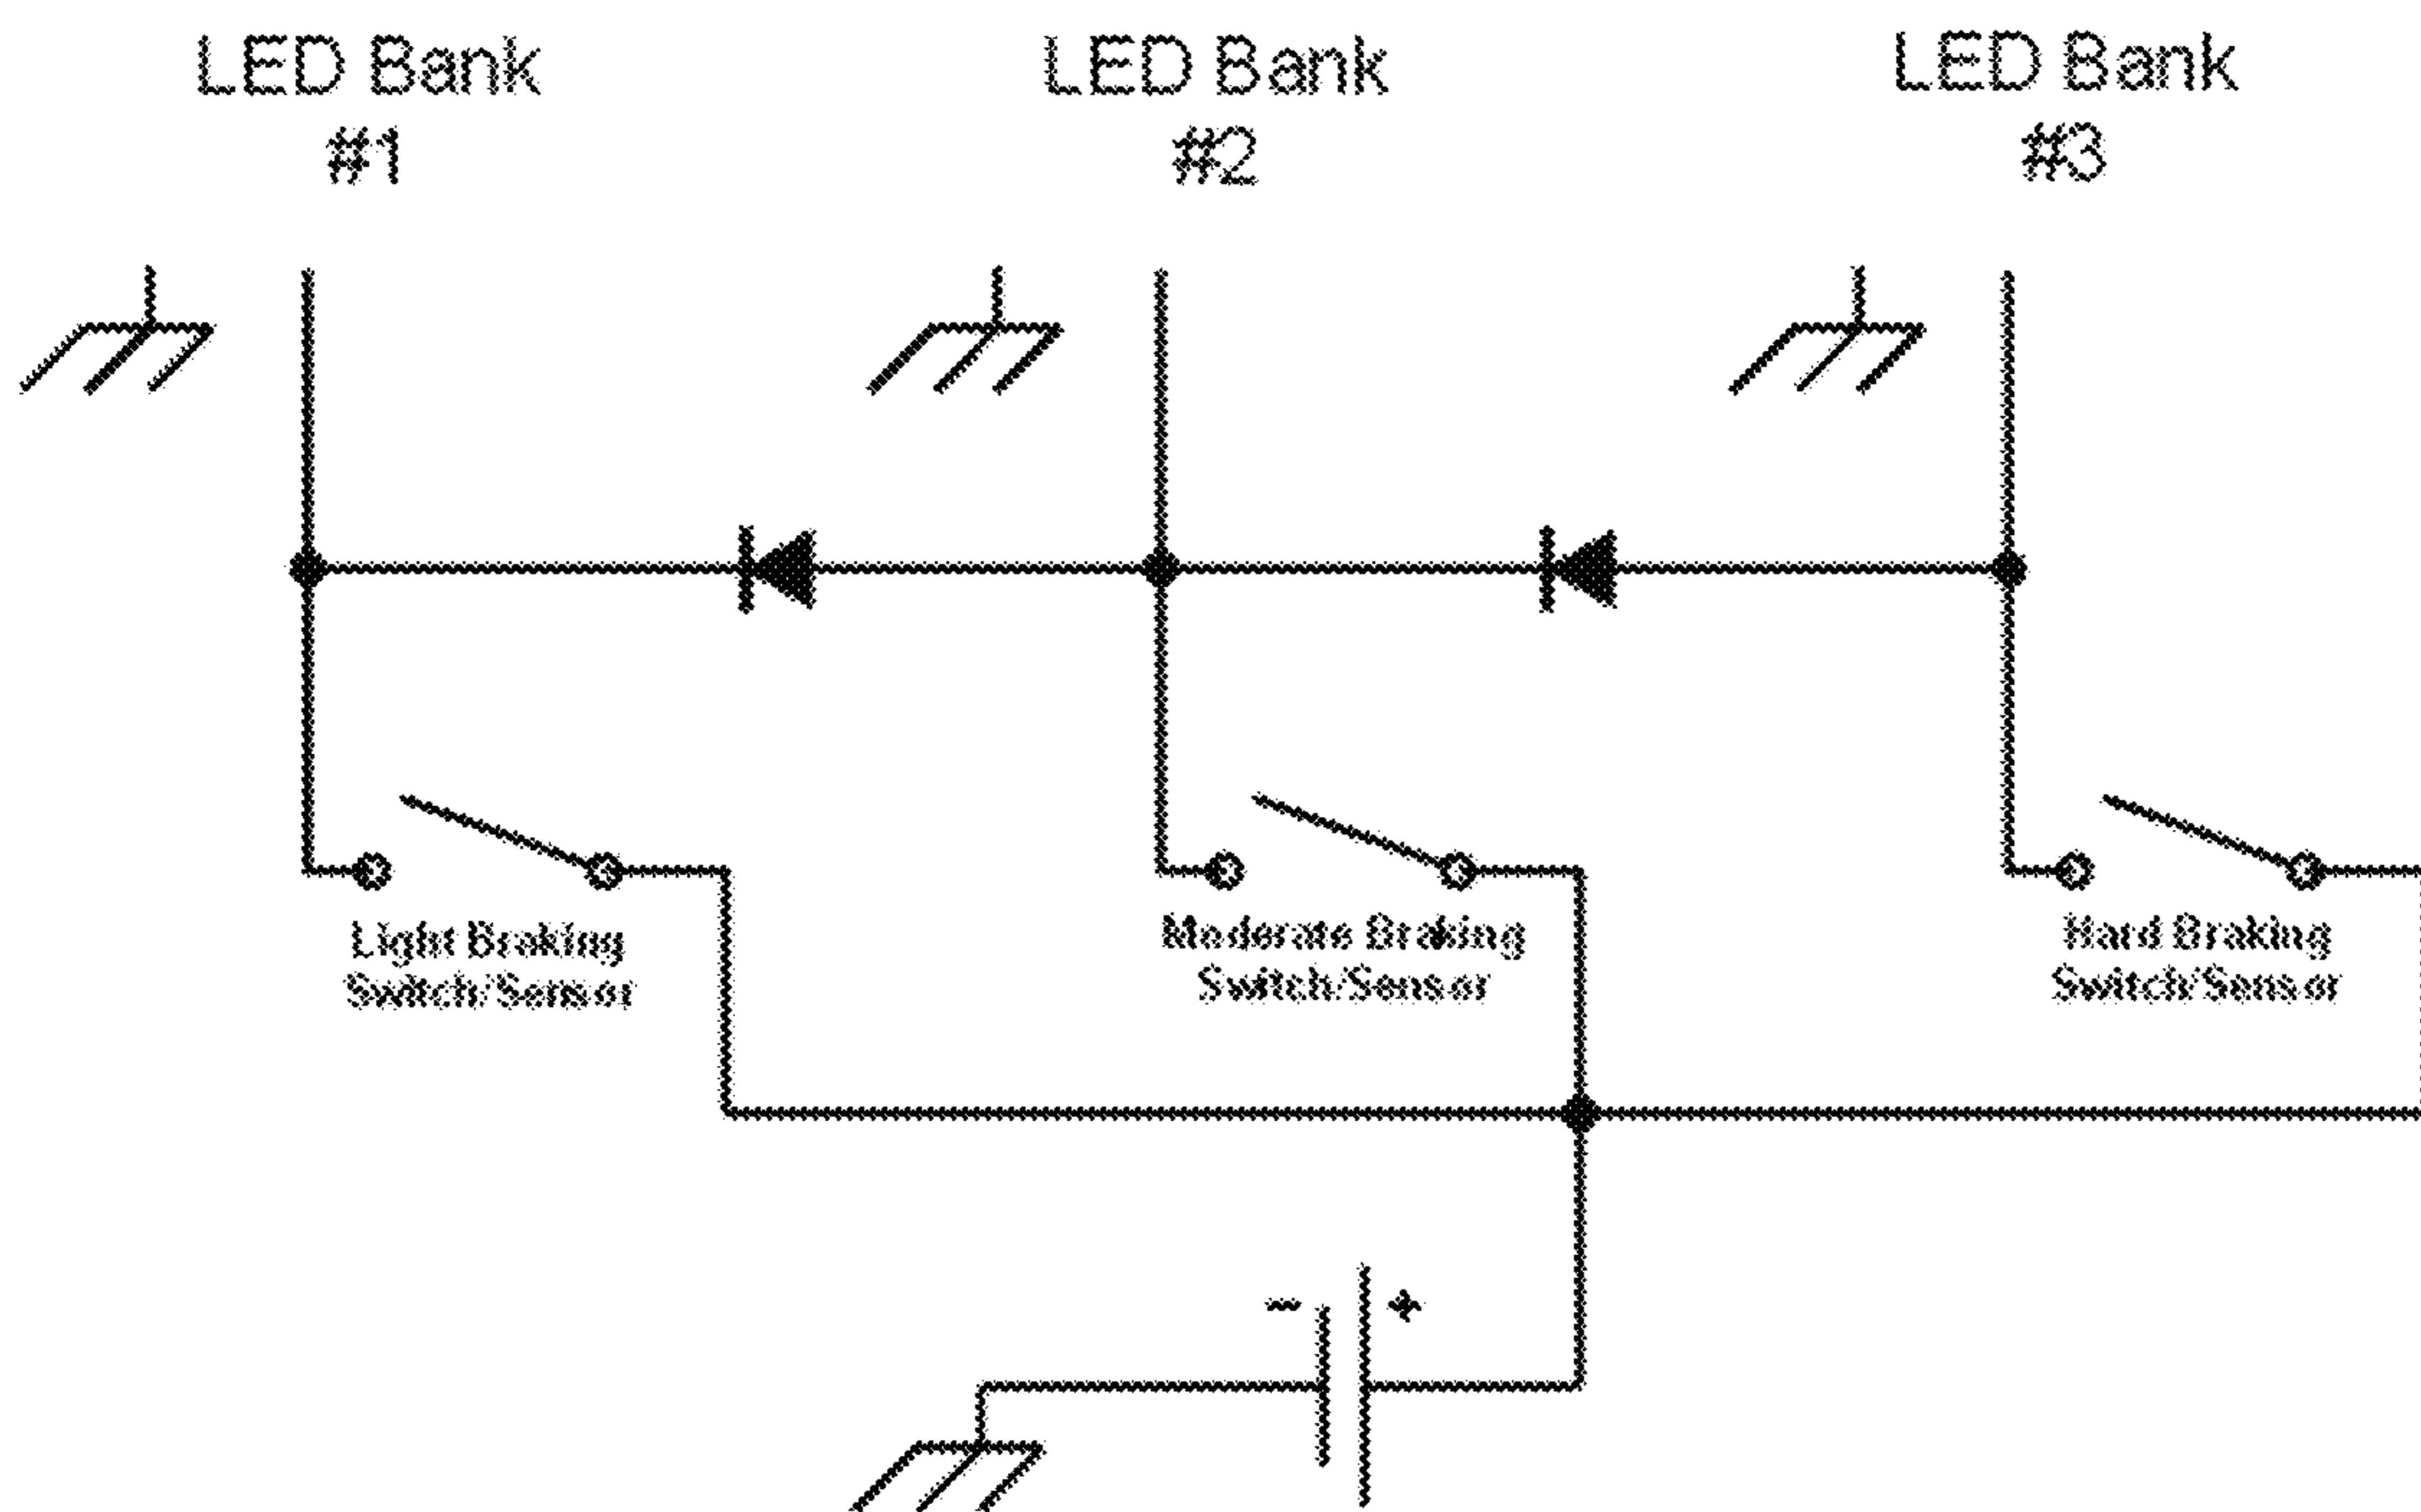 LED Bank
#1
LED Bank
#2
LED Bank
#3
Light Braking
Switch/Sensor
Moderate Braking
Switch/Sensor
Hard Braking
Switch/Sensor
- +